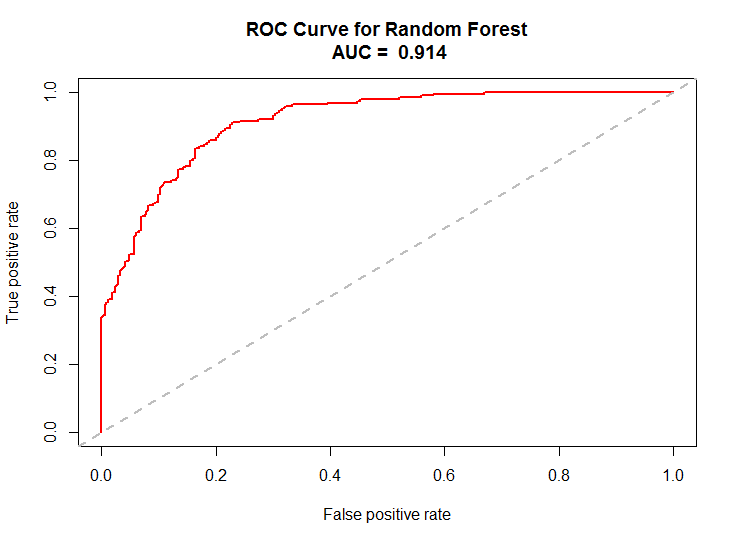 ROC Curve for Random Forest
AUC = 0.914
True positive rate
1.0
0.8
0.6
0.4
0.2
0.0
0.0 0.2 0.4 0.6 0.8 1.0
False positive rate